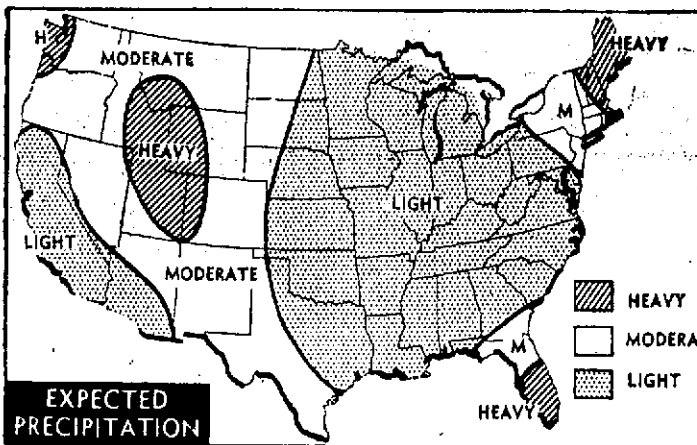 H
MODERATE
HEAVY
HEAVY
M
LIGHT
LIGHT
MODERATE
HEAVY
MODERA
LIGHT
M
HEAVY
EXPECTED
PRECIPITATION